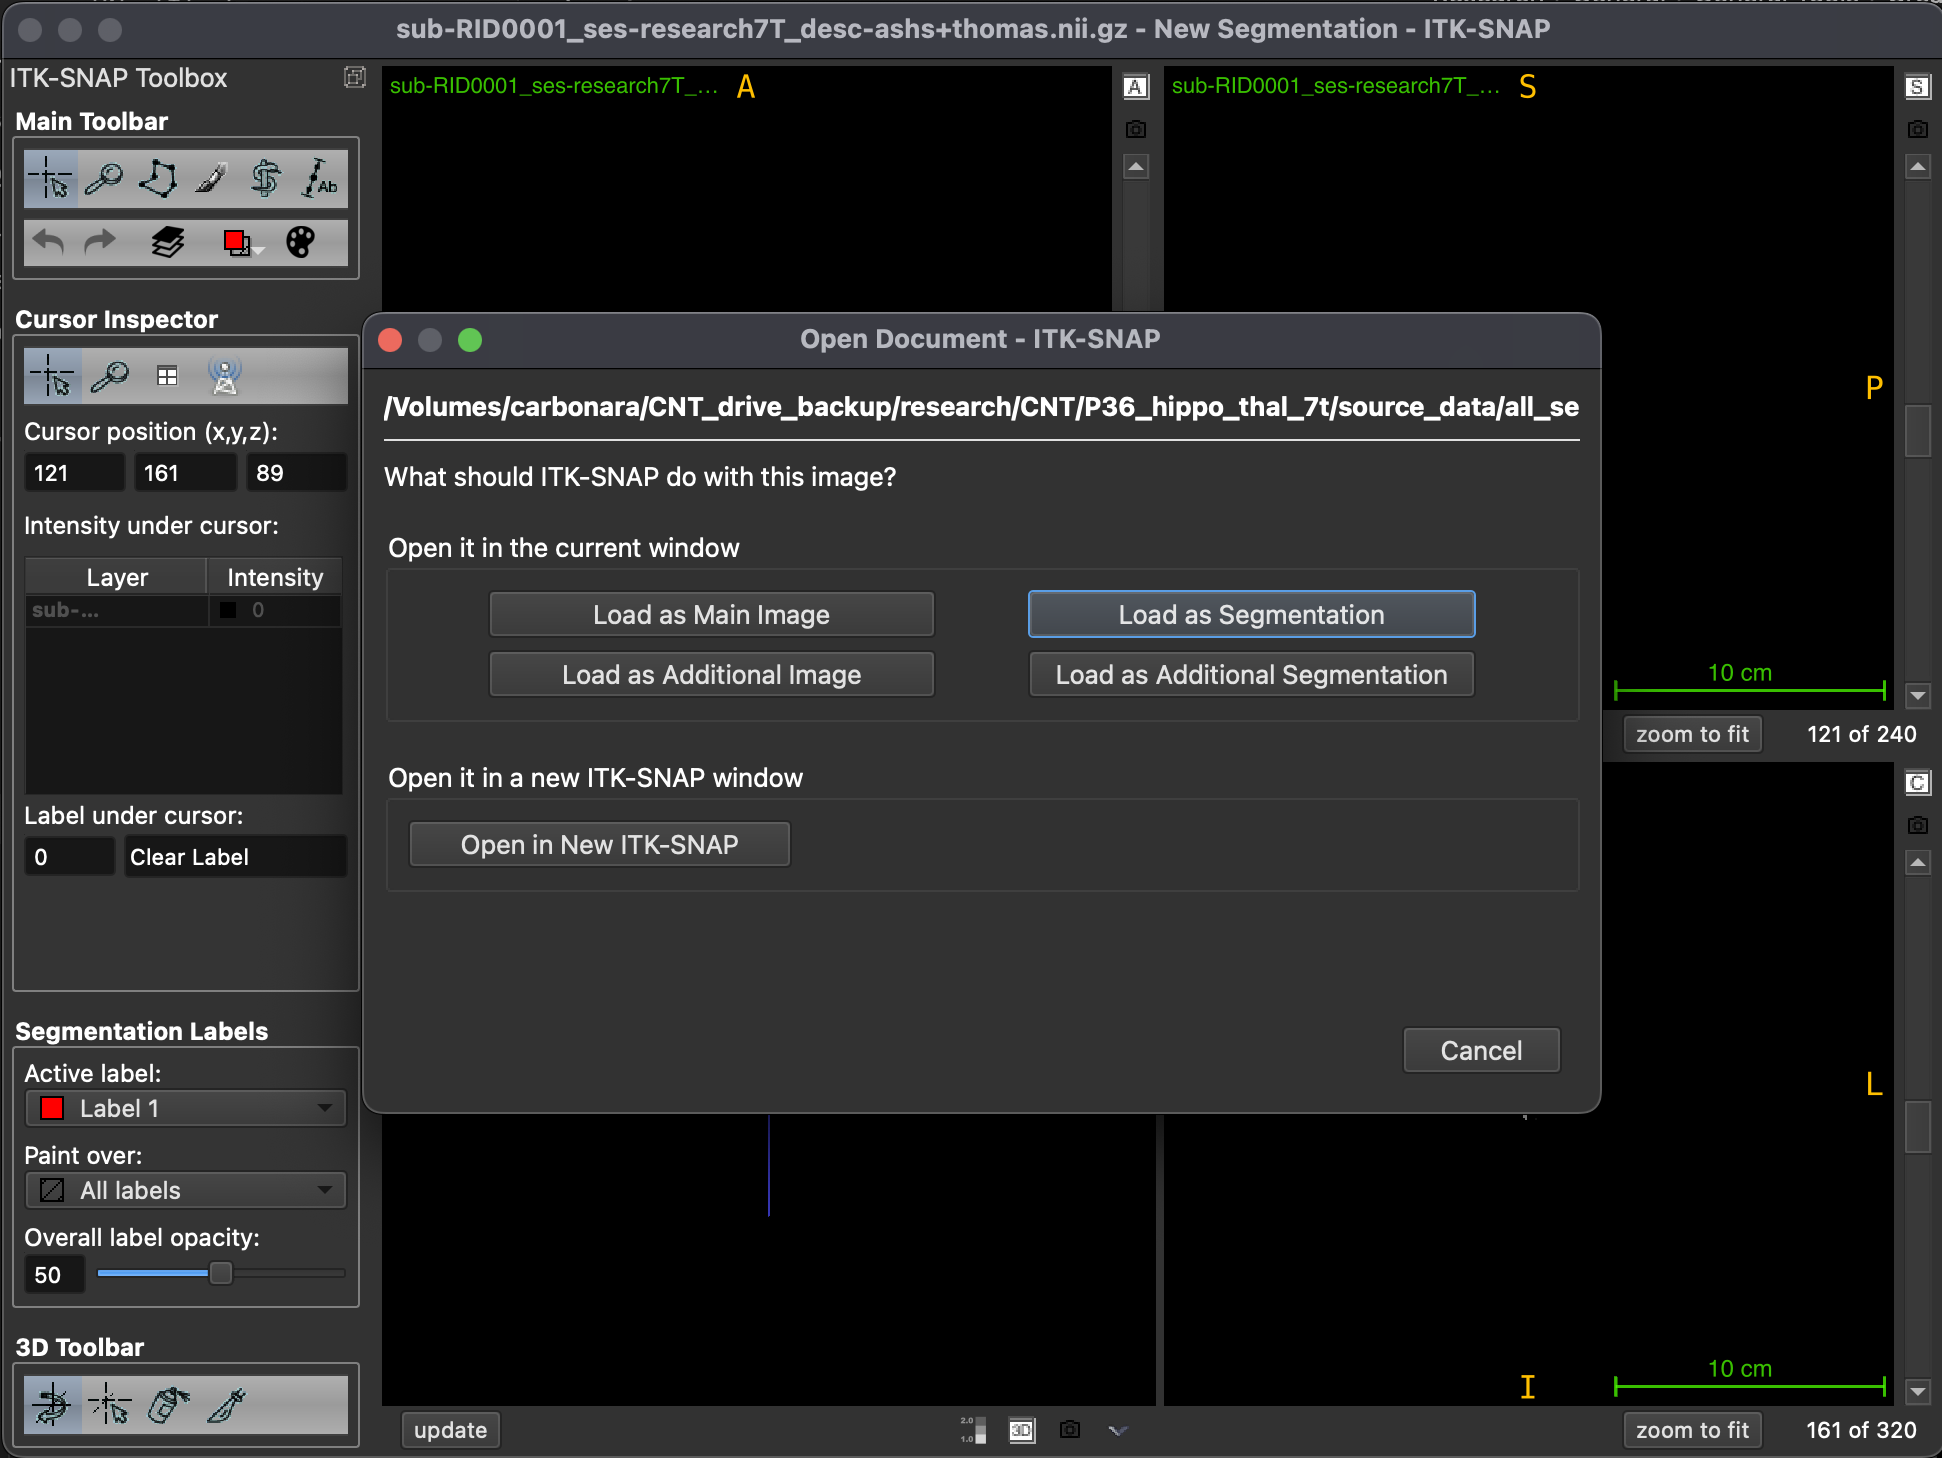 sub-RID0001_ses-research7T_desc-ashs+thomas.nii.gz - New Segmentation - ITK-SNAP
ITK-SNAP Toolbox
Main Toolbar
Ab
Cursor Inspector
Cursor position (x,y,z):
121 161 89
Intensity under cursor:
Layer Intensity
sub-... 0
Label under cursor:
0 Clear Label
Segmentation Labels
Active label:
Label 1
Paint over:
All labels
Overall label opacity:
50
3D Toolbar
sub-RID0001_ses-research7T_... A
A
sub-RID0001_ses-research7T_... S
S
P
10 cm
zoom to fit 121 of 240
Open Document - ITK-SNAP
/Volumes/carbonara/CNT_drive_backup/research/CNT/P36_hippo_thal_7t/source_data/all_se
What should ITK-SNAP do with this image?
Open it in the current window
Load as Main Image Load as Segmentation
Load as Additional Image Load as Additional Segmentation
Open it in a new ITK-SNAP window
Open in New ITK-SNAP
Cancel
update
2.0
1.0
3D
C
L
I
10 cm
zoom to fit 161 of 320